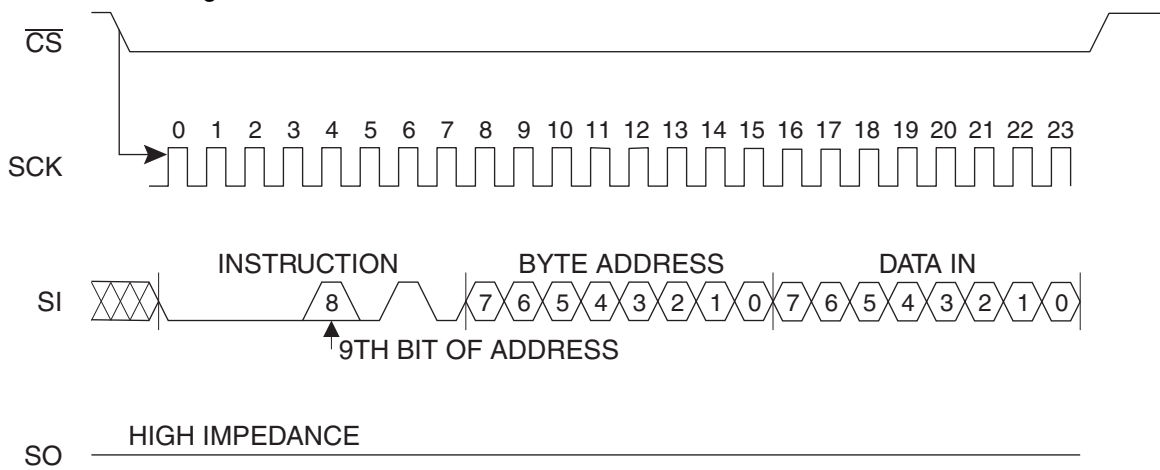 CS
0 1 2 3 4 5 6 7 8 9 10 11 12 13 14 15 16 17 18 19 20 21 22 23
SCK
INSTRUCTION BYTE ADDRESS DATA IN
SI 8 7 6 5 4 3 2 1 0 7 6 5 4 3 2 1 0
9TH BIT OF ADDRESS
HIGH IMPEDANCE
SO